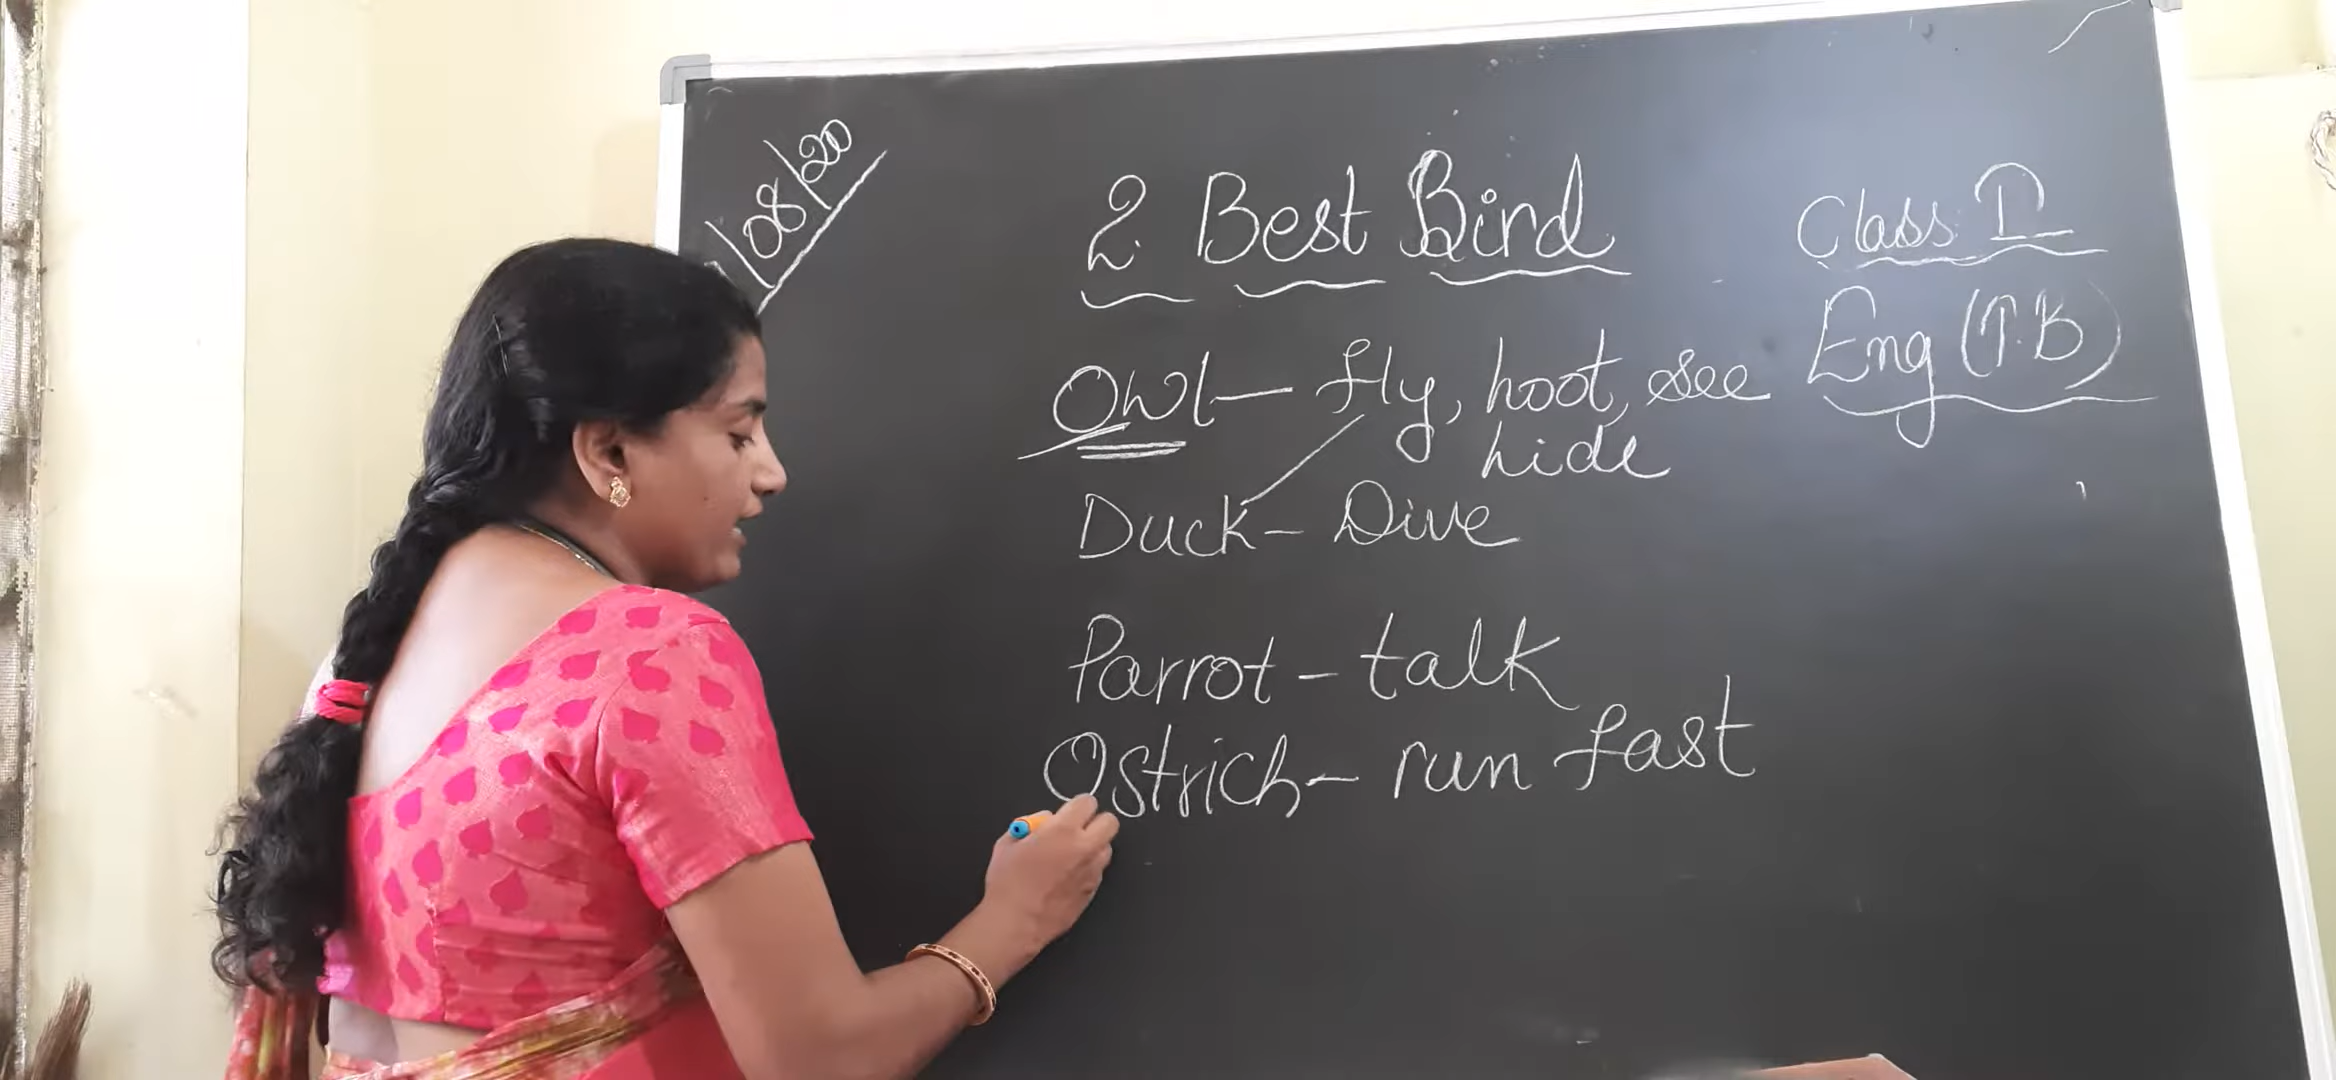 /08/20
2 Best Bird
Class I
Eng (T.B)
Owl - fly, hoot, see
hide
Duck - Dive
Parrot - talk
Ostrich - run fast